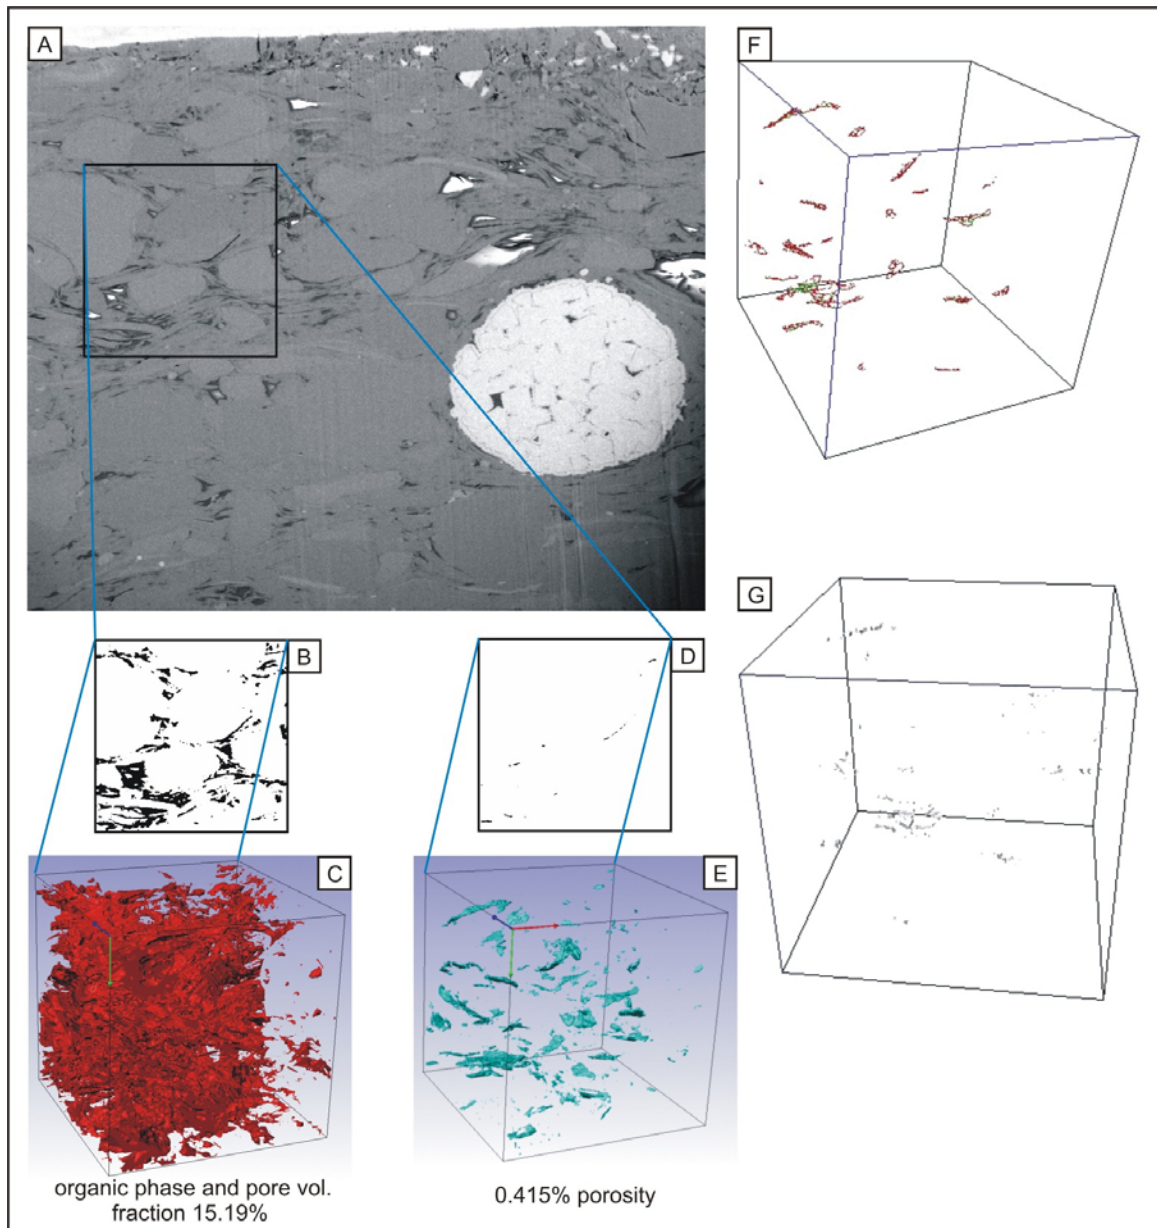 A
F
G
B
D
C
E
organic phase and pore vol.
fraction 15.19%
0.415% porosity